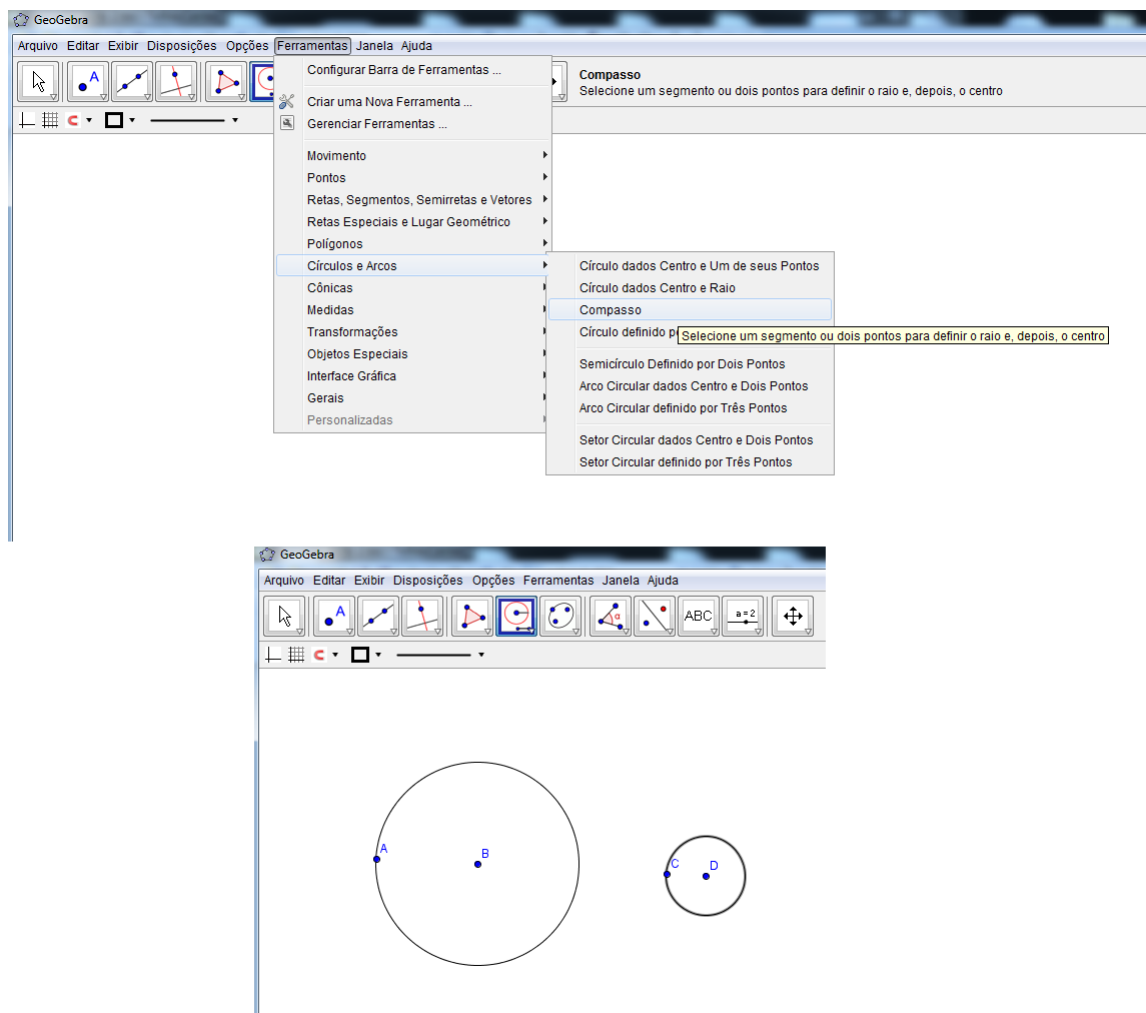 GeoGebra
Arquivo Editar Exibir Disposições Opções Ferramentas Janela Ajuda
A
Compasso
Selecione um segmento ou dois pontos para definir o raio e, depois, o centro
Configurar Barra de Ferramentas ...
Criar uma Nova Ferramenta ...
Gerenciar Ferramentas ...
Movimento
Pontos
Retas, Segmentos, Semirretas e Vetores
Retas Especiais e Lugar Geométrico
Polígonos
Círculos e Arcos
Cônicas
Medidas
Transformações
Objetos Especiais
Interface Gráfica
Gerais
Personalizadas
Círculo dados Centro e Um de seus Pontos
Círculo dados Centro e Raio
Compasso
Círculo definido p
Selecione um segmento ou dois pontos para definir o raio e, depois, o centro
Semicírculo Definido por Dois Pontos
Arco Circular dados Centro e Dois Pontos
Arco Circular definido por Três Pontos
Setor Circular dados Centro e Dois Pontos
Setor Circular definido por Três Pontos
GeoGebra
Arquivo Editar Exibir Disposições Opções Ferramentas Janela Ajuda
A α ABC a=2
A
B
C
D